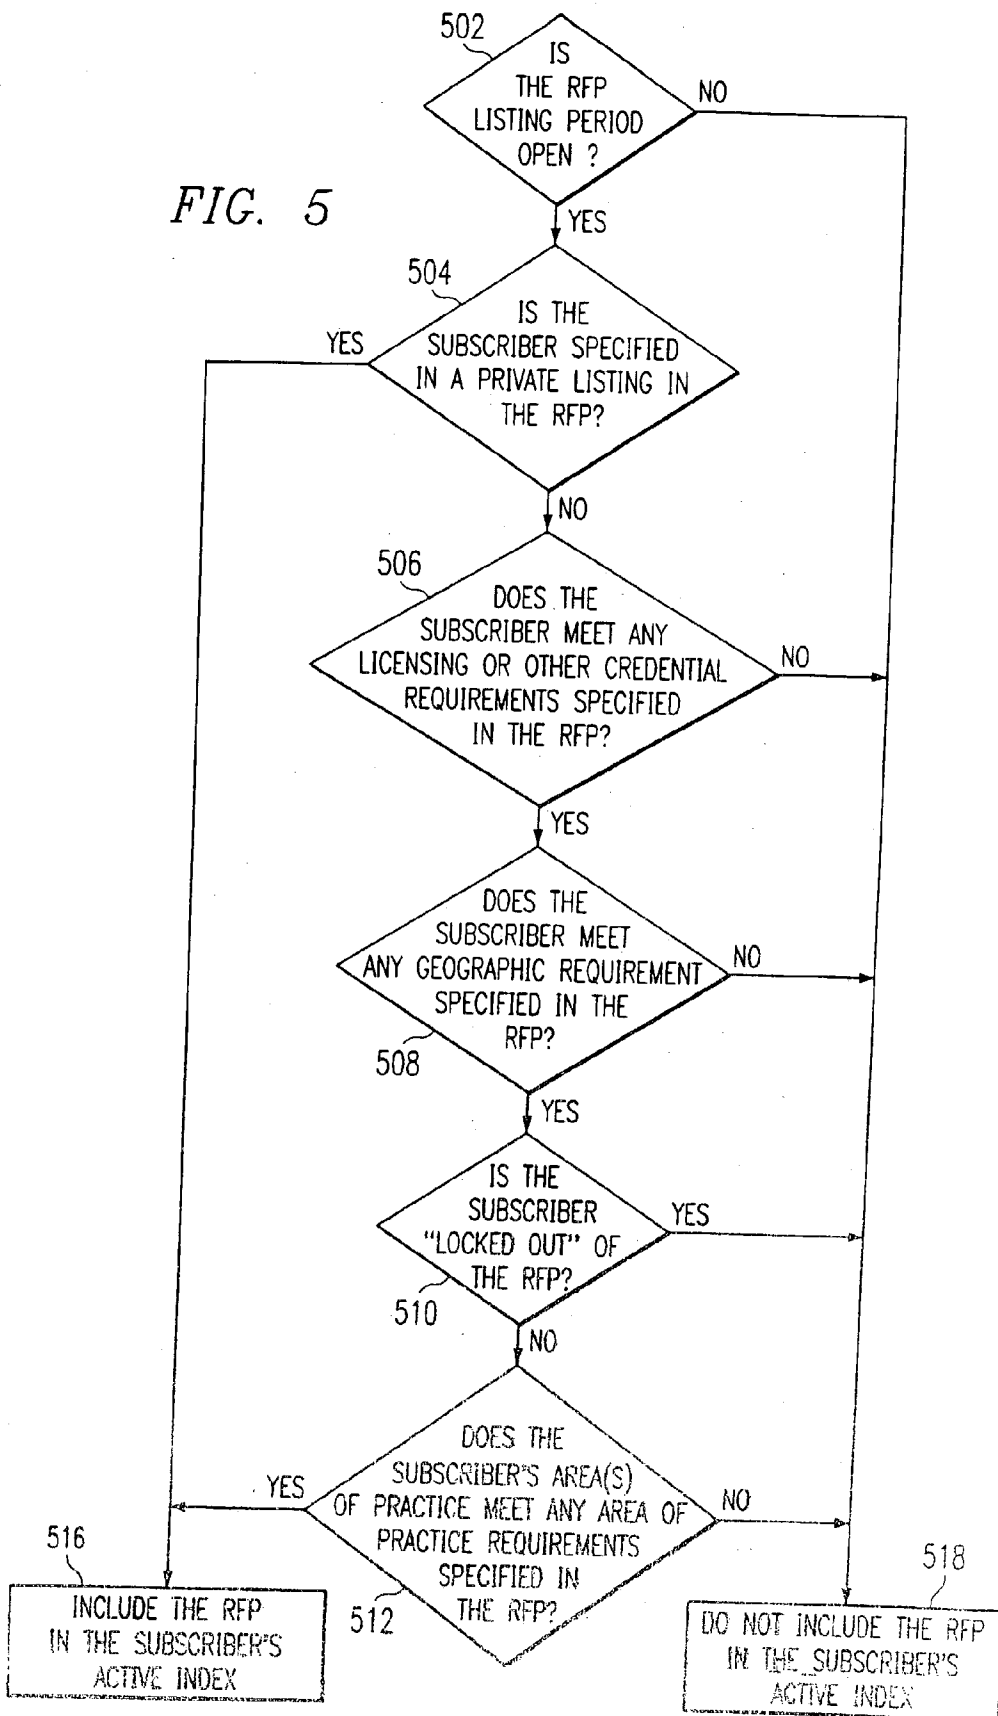 502
IS
THE RFP
LISTING PERIOD
OPEN ?
NO
FIG. 5
YES
504
IS THE
SUBSCRIBER SPECIFIED
IN A PRIVATE LISTING IN
THE RFP?
YES
NO
506
DOES THE
SUBSCRIBER MEET ANY
LICENSING OR OTHER CREDENTIAL
REQUIREMENTS SPECIFIED
IN THE RFP?
NO
YES
DOES THE
SUBSCRIBER MEET
ANY GEOGRAPHIC REQUIREMENT
SPECIFIED IN THE
RFP?
NO
508
YES
IS THE
SUBSCRIBER
"LOCKED OUT" OF
THE RFP?
YES
510
NO
DOES THE
SUBSCRIBER'S AREA(S)
OF PRACTICE MEET ANY AREA OF
PRACTICE REQUIREMENTS
SPECIFIED IN
THE RFP?
YES
NO
512
516
INCLUDE THE RFP
IN THE SUBSCRIBER'S
ACTIVE INDEX
518
DO NOT INCLUDE THE RFP
IN THE SUBSCRIBER'S
ACTIVE INDEX